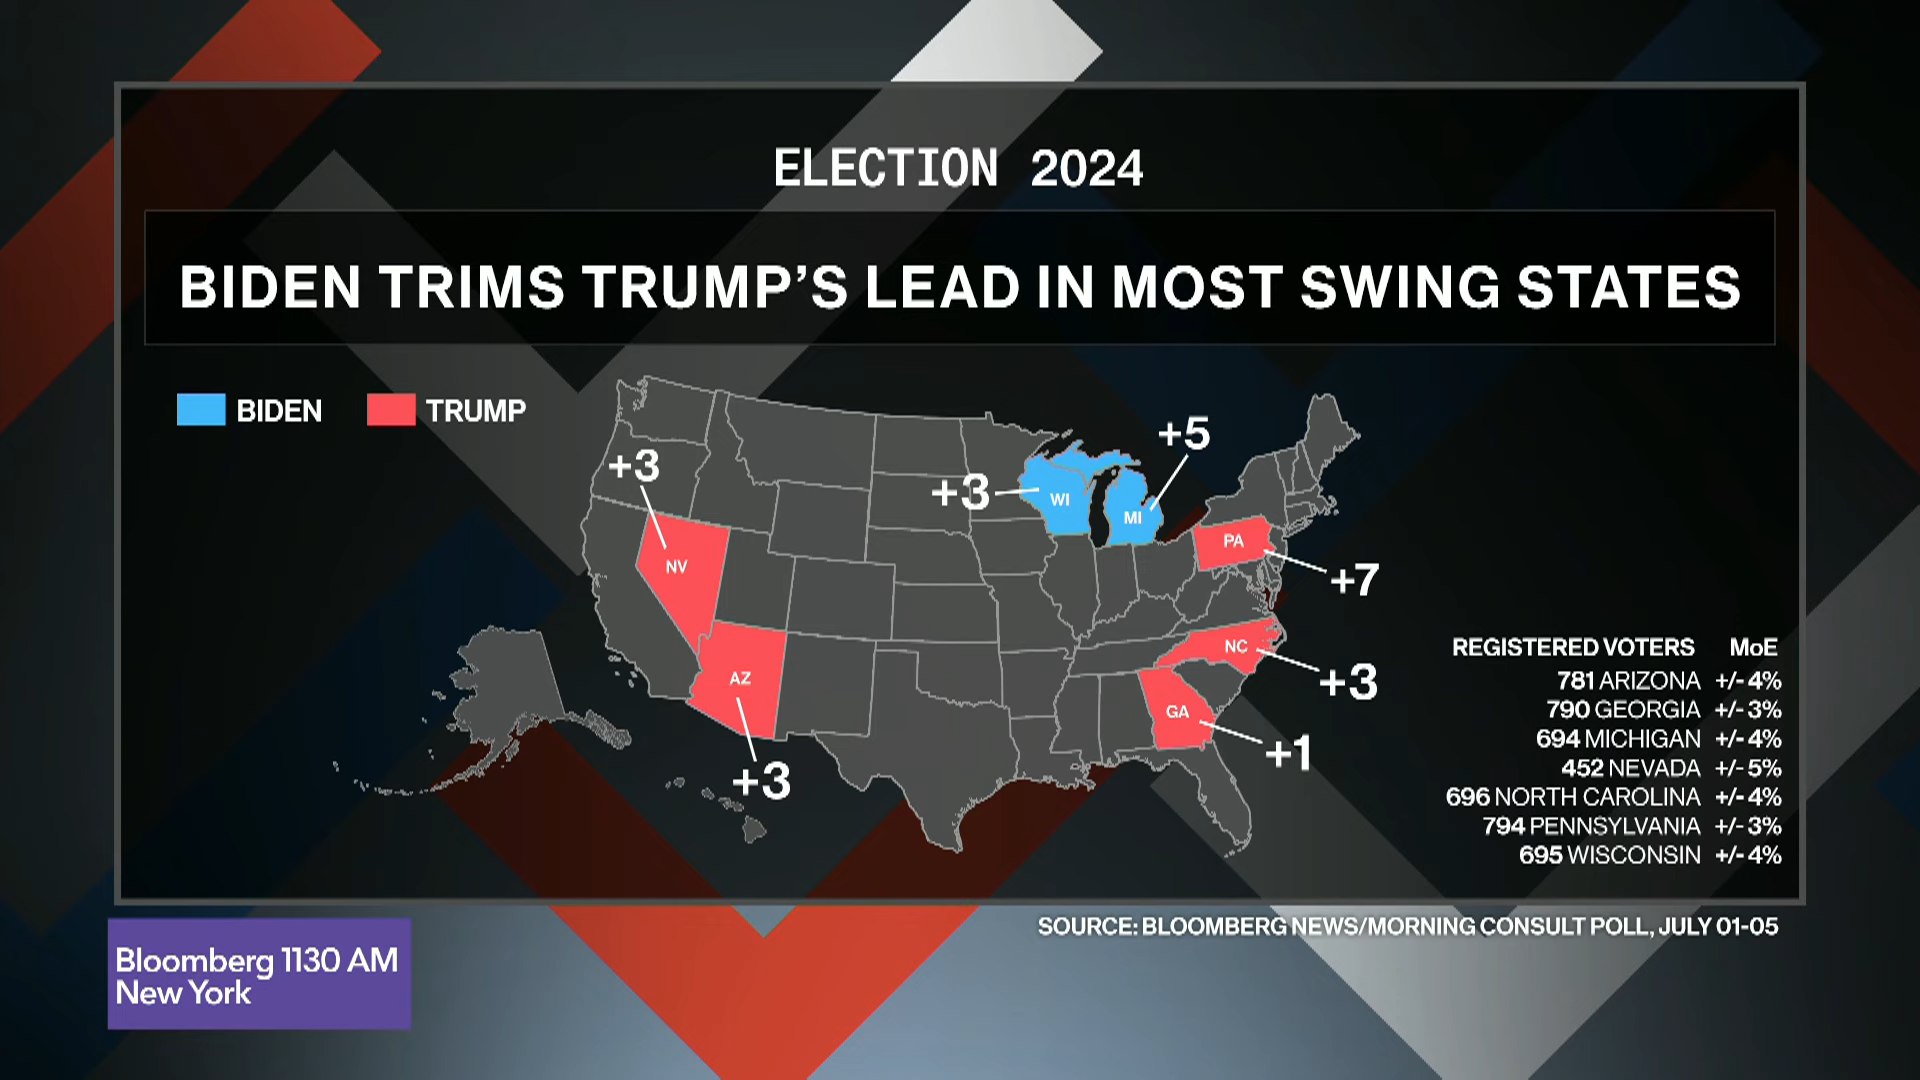 ELECTION 2024
BIDEN TRIMS TRUMP'S LEAD IN MOST SWING STATES
BIDEN
TRUMP
+3
NV
+3
AZ
+3
WI
+5
MI
PA
+7
NC
+3
GA
+1
REGISTERED VOTERS MoE
781 ARIZONA +/- 4%
790 GEORGIA +/- 3%
694 MICHIGAN +/- 4%
452 NEVADA +/- 5%
696 NORTH CAROLINA +/- 4%
794 PENNSYLVANIA +/- 3%
695 WISCONSIN +/- 4%
SOURCE: BLOOMBERG NEWS/MORNING CONSULT POLL, JULY 01-05
Bloomberg 1130 AM
New York